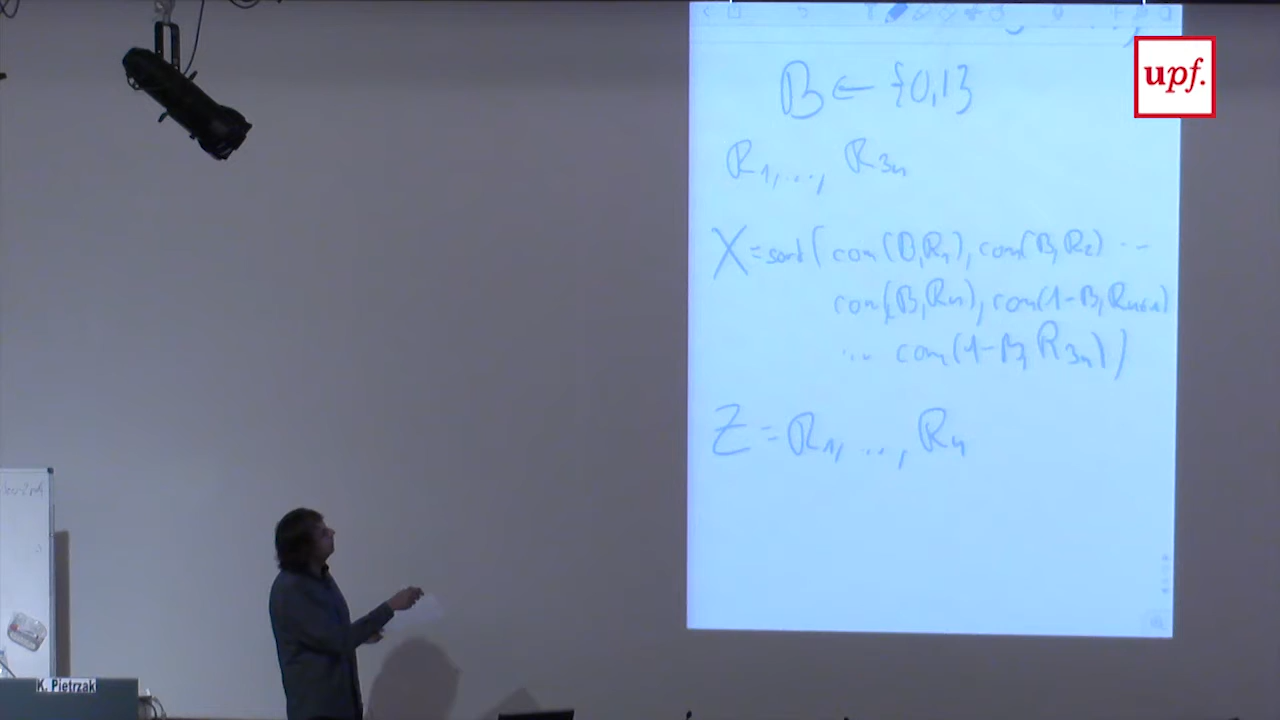 upf.
B ← {0,1}
R₁, ..., R₃ₙ
X = sort( com(B,R₁), com(B,R₂) ...
com(B,Rₙ), com(1-B,Rₙ₊₁)
... com(1-B,R₃ₙ))
Z = R₁, ..., Rₙ
K. Pietrzak